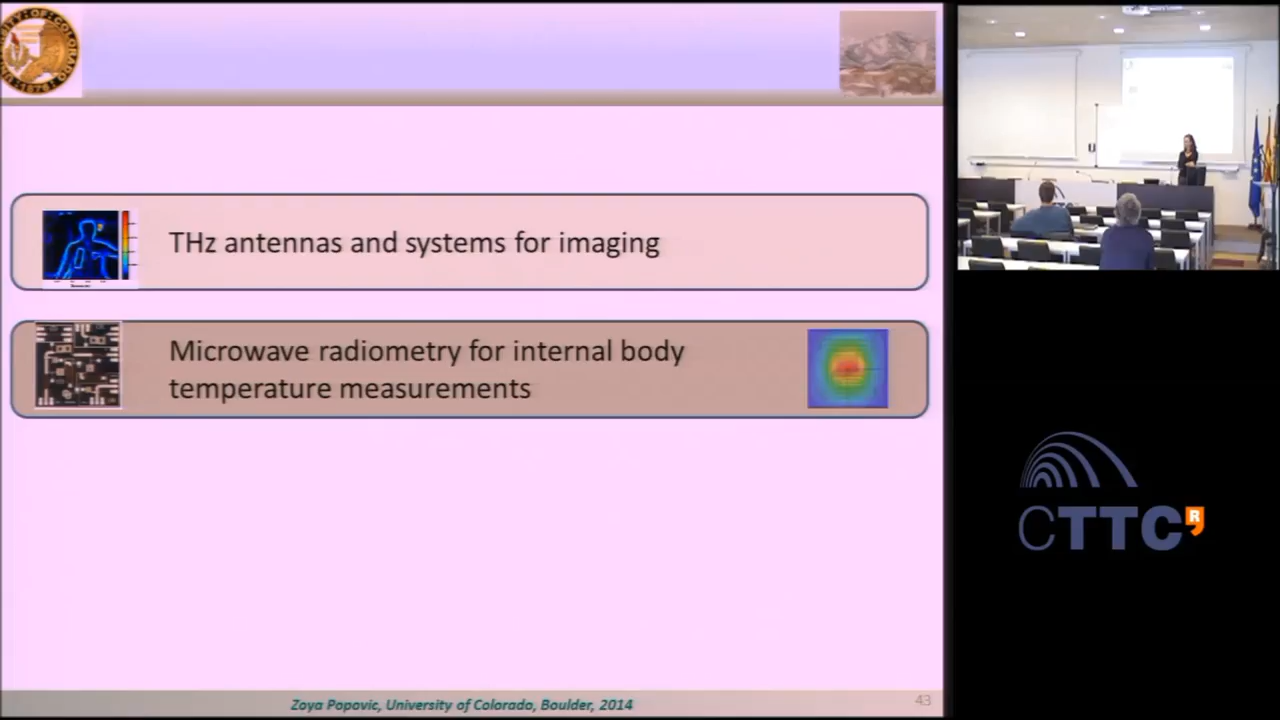 THz antennas and systems for imaging
Microwave radiometry for internal body
temperature measurements
Zoya Popovic, University of Colorado, Boulder, 2014
43
CTTC
R